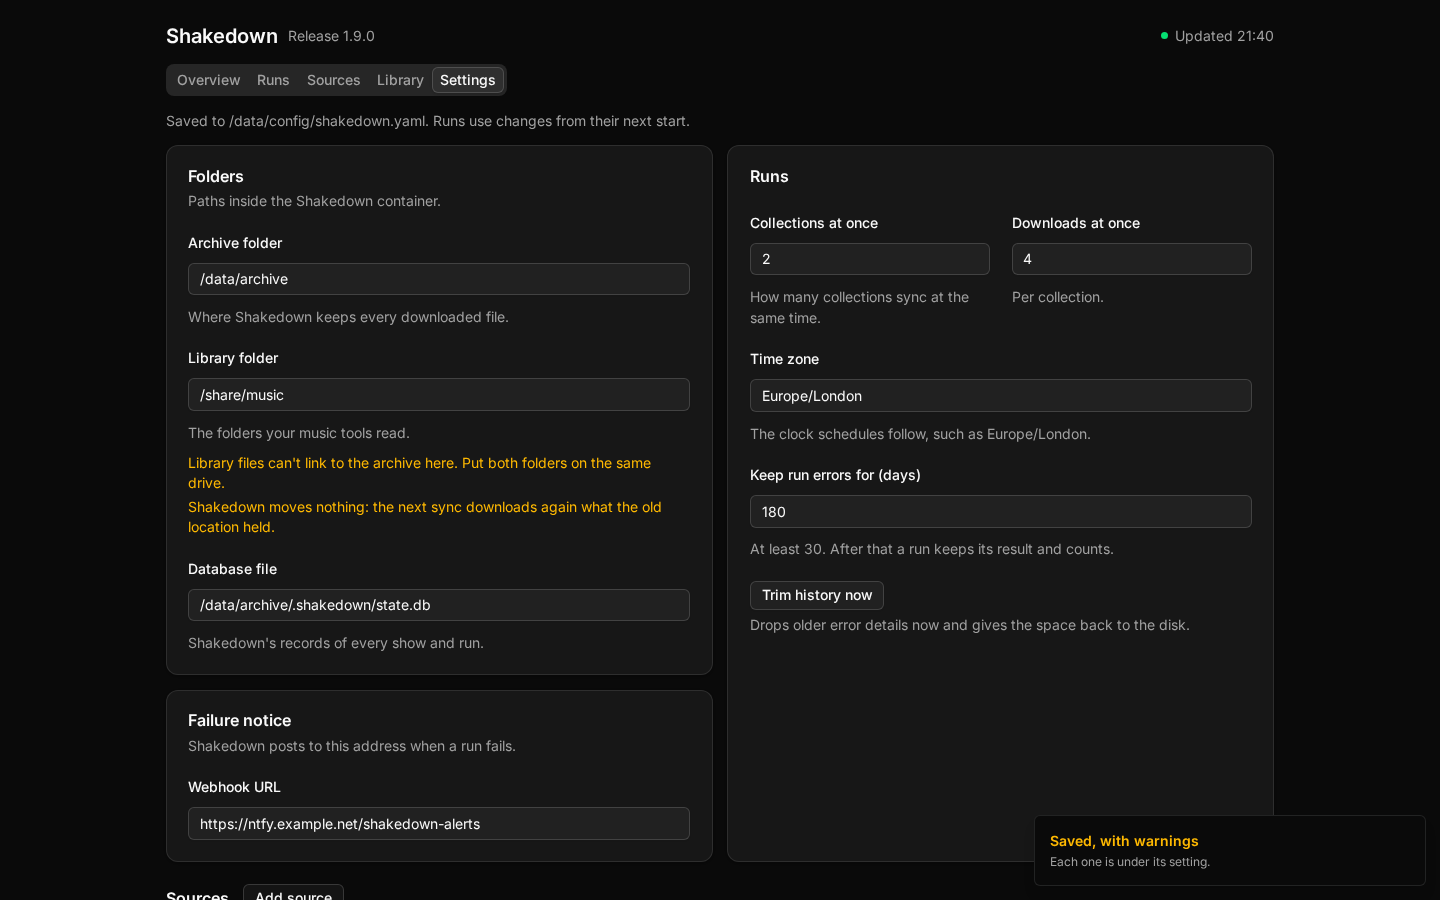 Shakedown Release 1.9.0
Updated 21:40
Overview Runs Sources Library Settings
Saved to /data/config/shakedown.yaml. Runs use changes from their next start.
Folders
Paths inside the Shakedown container.
Archive folder
/data/archive
Where Shakedown keeps every downloaded file.
Library folder
/share/music
The folders your music tools read.
Library files can't link to the archive here. Put both folders on the same
drive.
Shakedown moves nothing: the next sync downloads again what the old
location held.
Database file
/data/archive/.shakedown/state.db
Shakedown's records of every show and run.
Failure notice
Shakedown posts to this address when a run fails.
Webhook URL
https://ntfy.example.net/shakedown-alerts
Runs
Collections at once
2
How many collections sync at the
same time.
Downloads at once
4
Per collection.
Time zone
Europe/London
The clock schedules follow, such as Europe/London.
Keep run errors for (days)
180
At least 30. After that a run keeps its result and counts.
Trim history now
Drops older error details now and gives the space back to the disk.
Saved, with warnings
Each one is under its setting.
Sources Add source